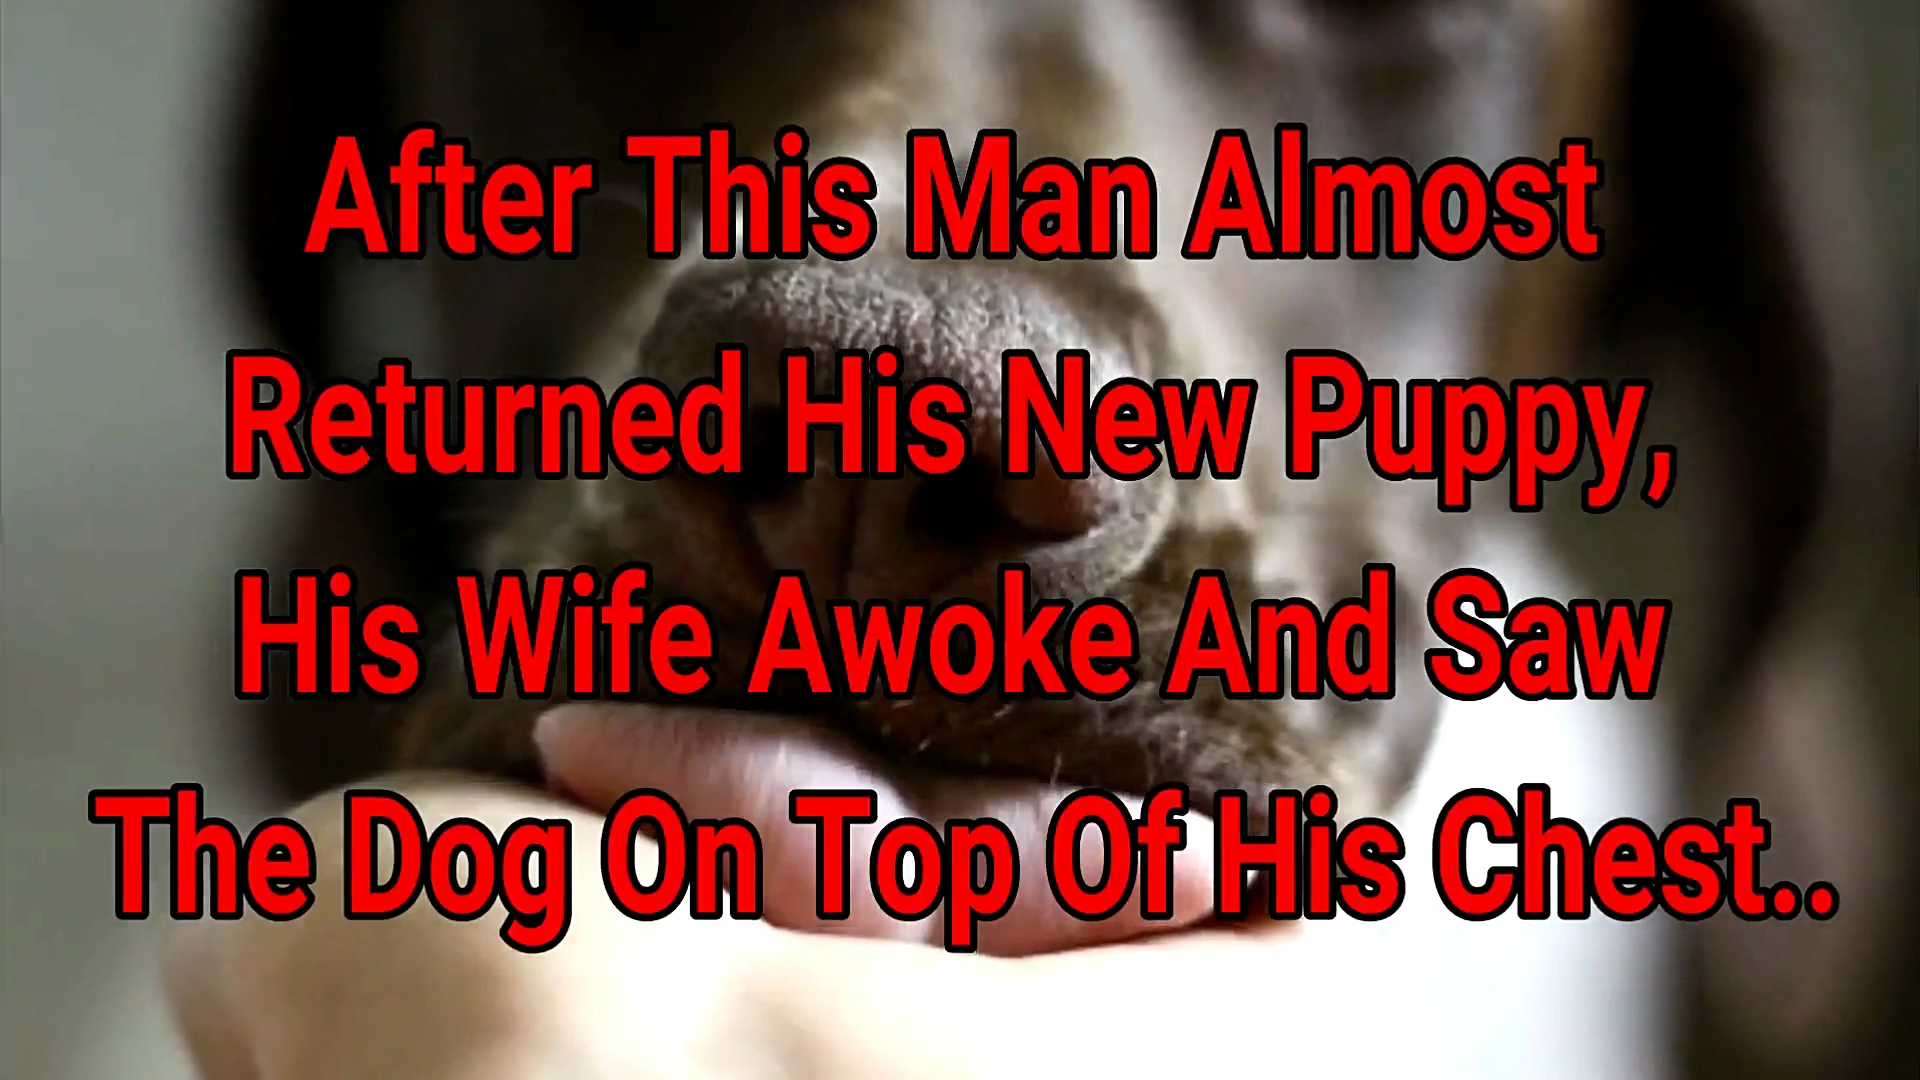 After This Man Almost
Returned His New Puppy,
His Wife Awoke And Saw
The Dog On Top Of His Chest..